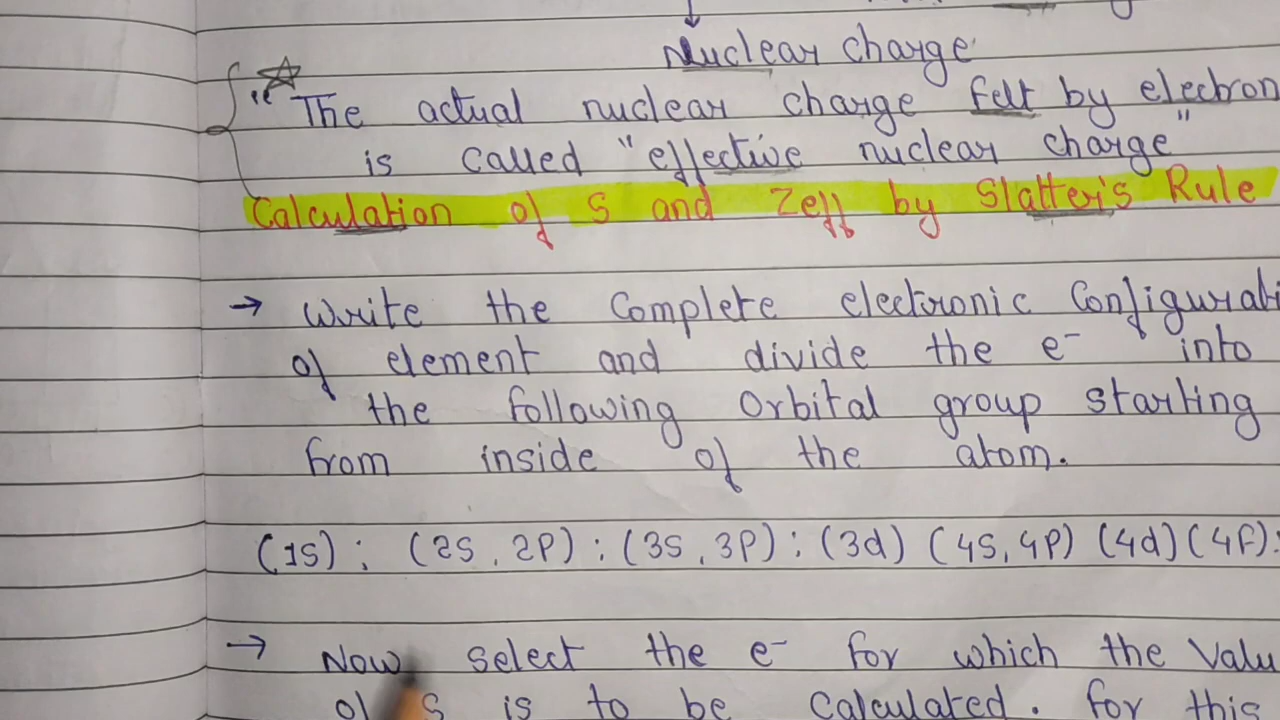 Nuclear charge
"The actual nuclear charge felt by electron
is called "effective nuclear charge"
Calculation of S and Zeff by Slatter's Rule
→ Write the Complete electronic Configurati
of element and divide the e⁻ into
the following Orbital group starting
from inside of the atom.
(1S) : (2S, 2P) : (3S, 3P) : (3d) (4S, 4P) (4d) (4F):
→ Now select the e⁻ for which the Valu
of S is to be Calculated. For this